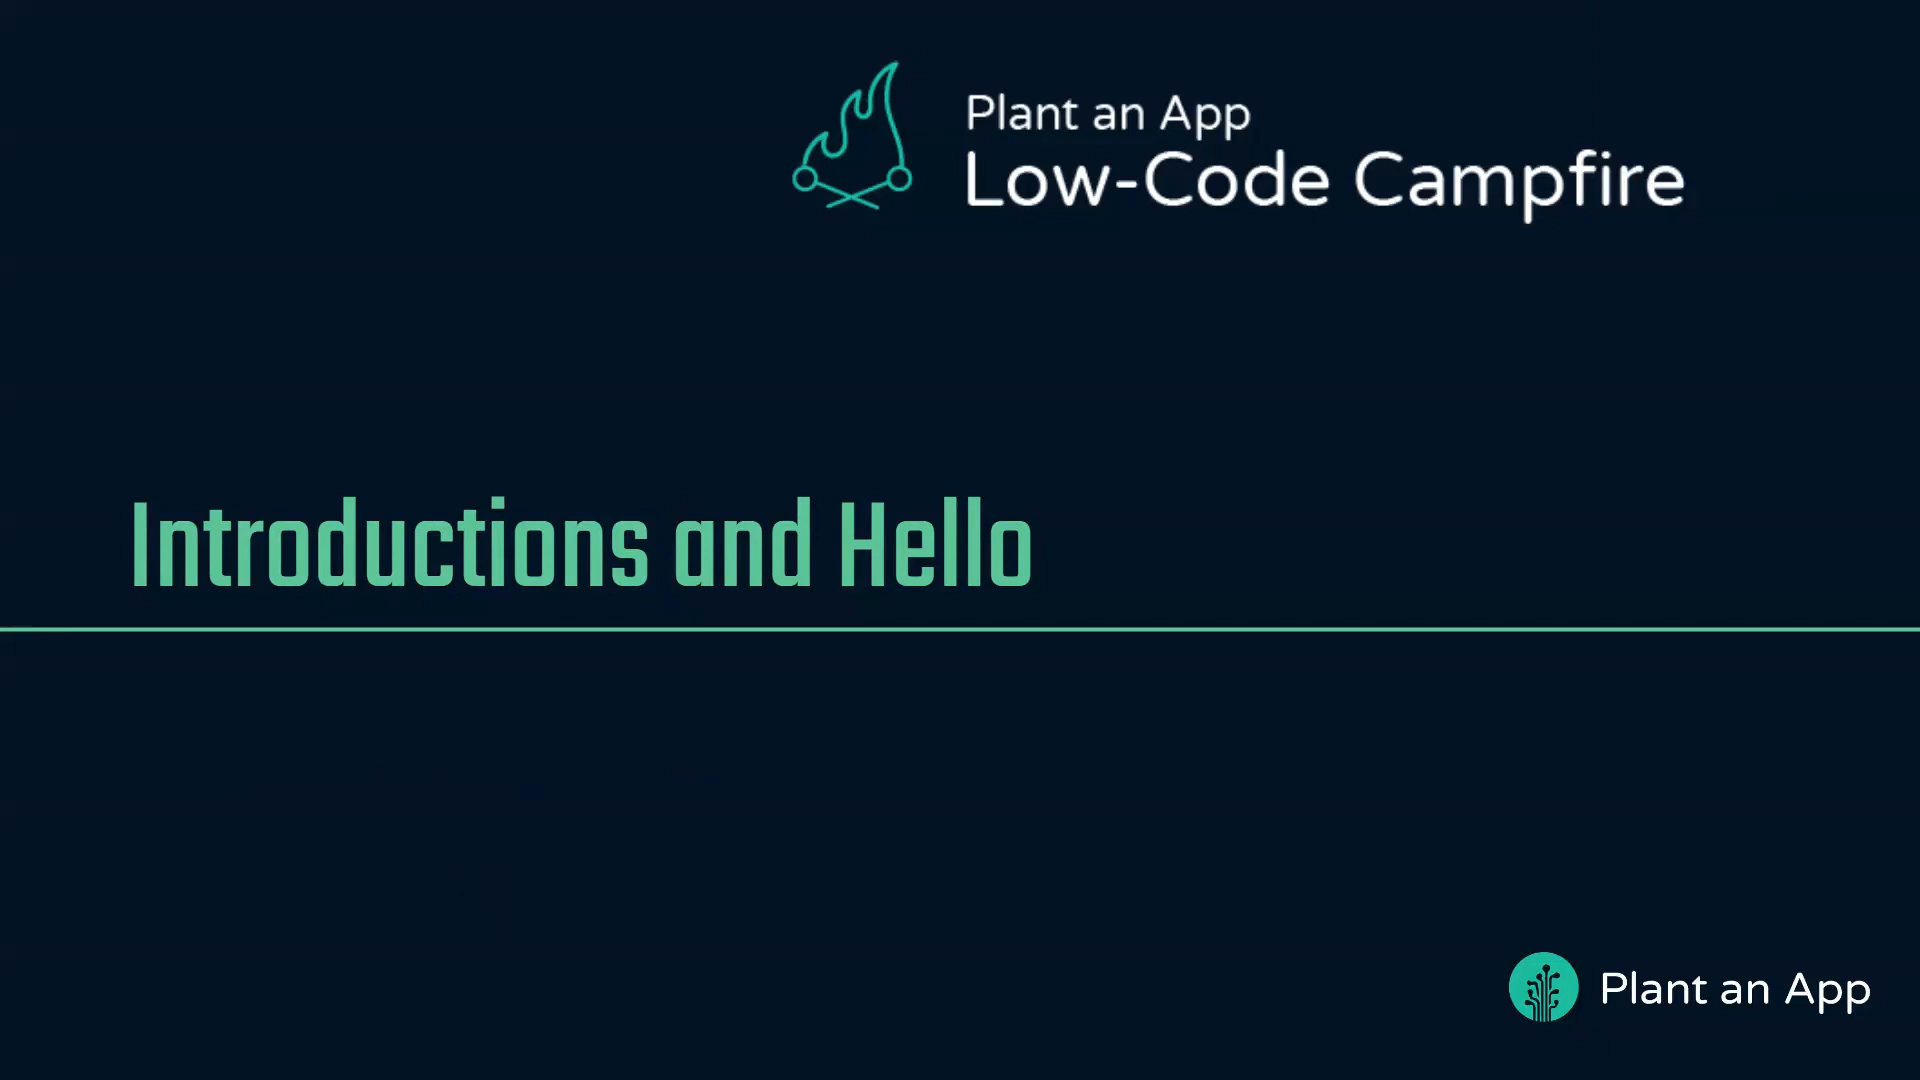 Plant an App
Low-Code Campfire
Introductions and Hello
Plant an App